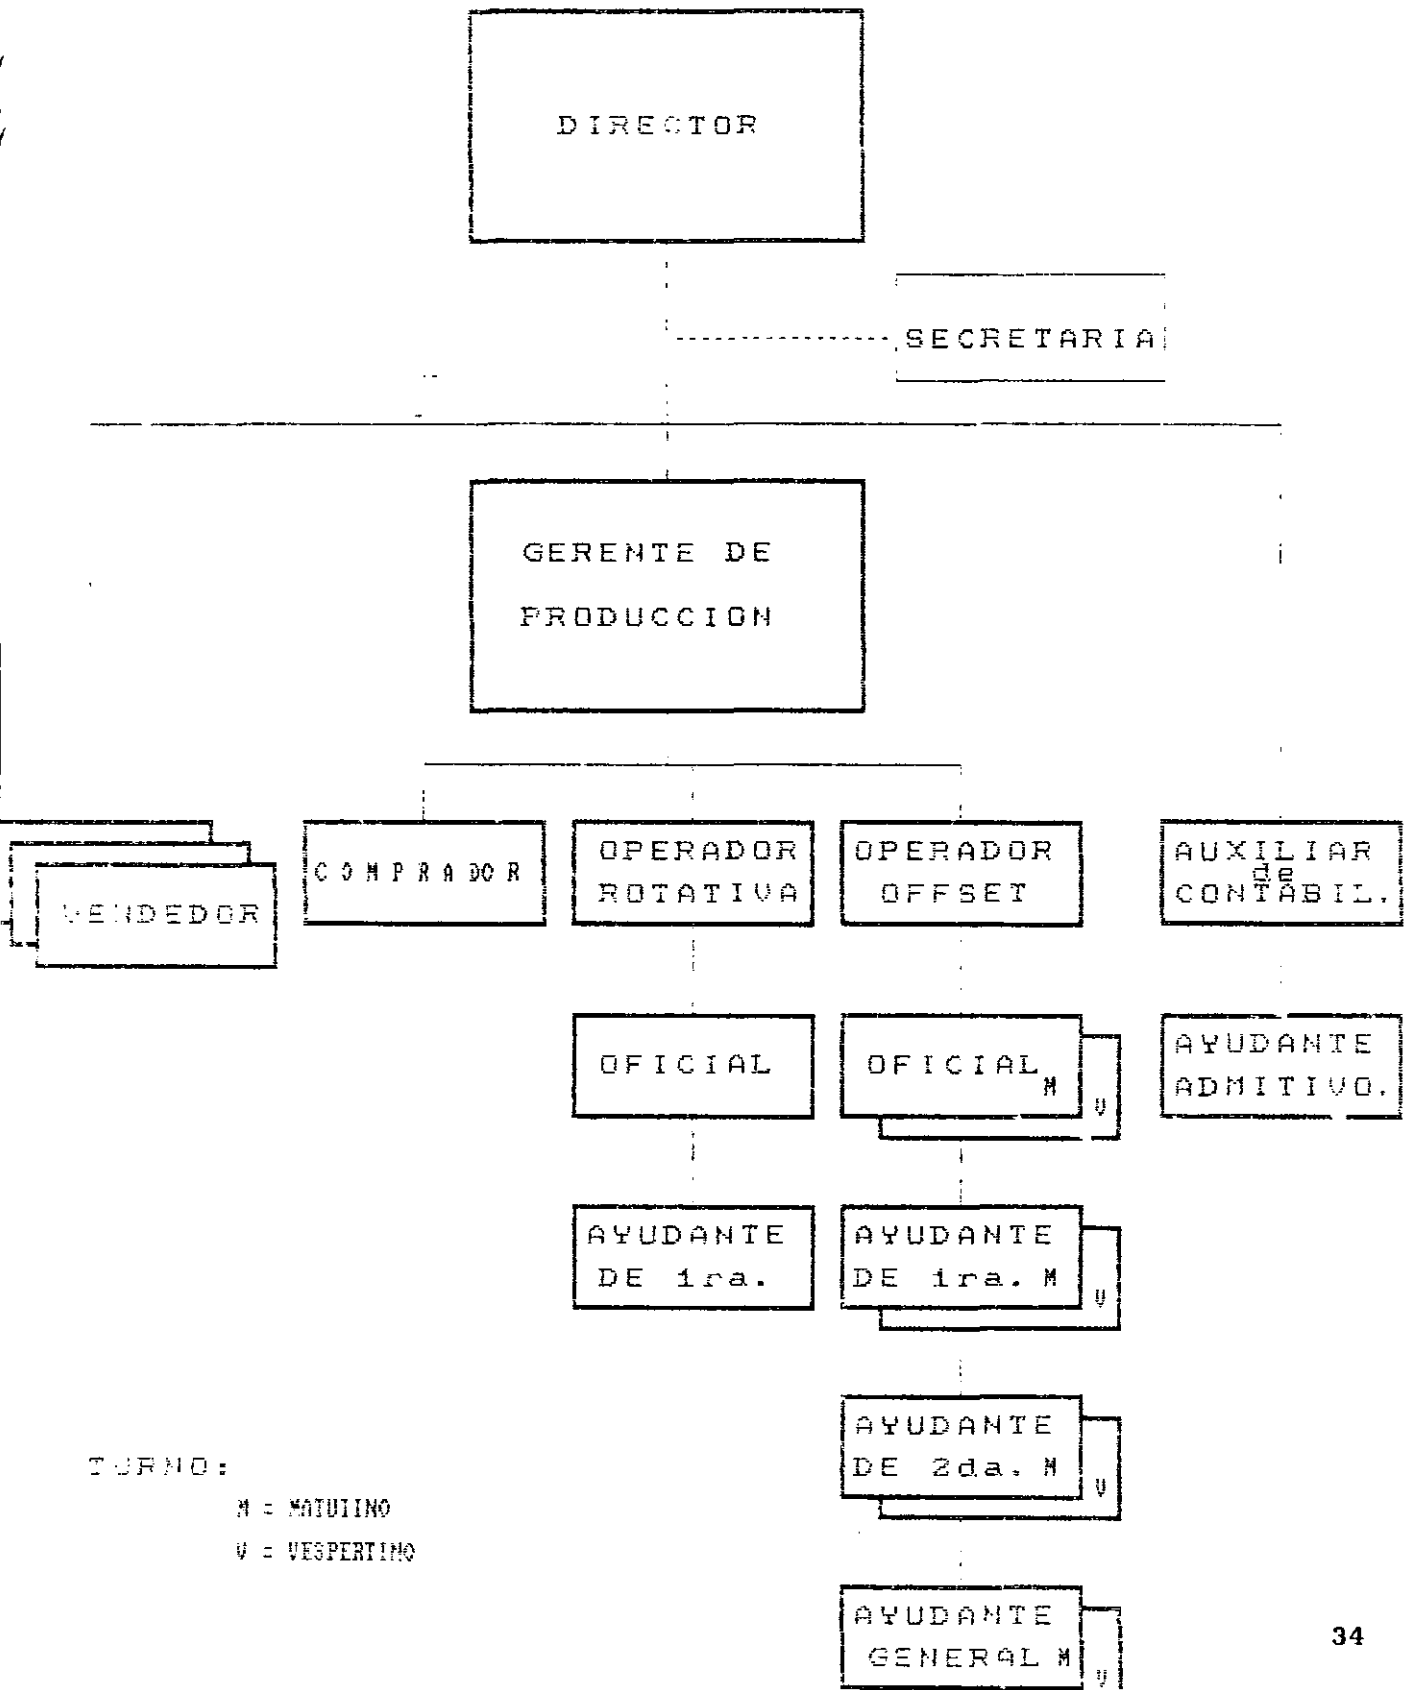 DIRECTOR
SECRETARIA
GERENTE DE
PRODUCCION
VENDEDOR
COMPRADOR
OPERADOR
ROTATIVA
OPERADOR
OFFSET
AUXILIAR
de
CONTABIL.
OFICIAL
OFICIAL M
V
AYUDANTE
ADMITIVO.
AYUDANTE
DE 1ra.
AYUDANTE
DE 1ra. M
V
AYUDANTE
DE 2da. M
V
TURNO:
M = MATUTINO
V = VESPERTINO
AYUDANTE
GENERAL M
V
34